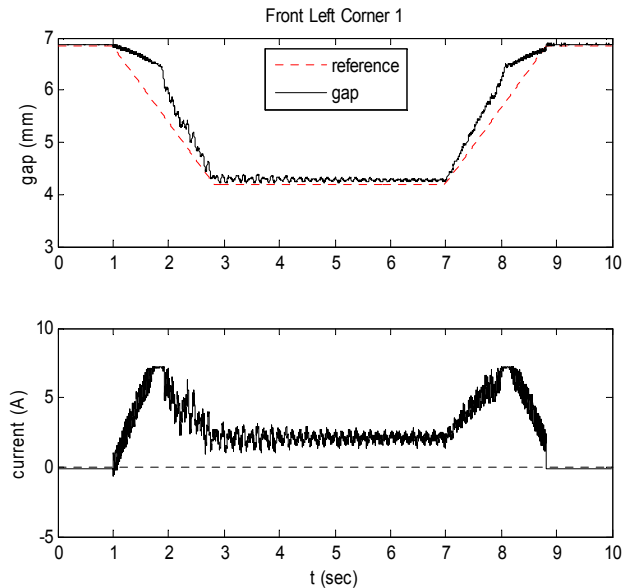 Front Left Corner 1
7
6
5
4
3
gap (mm)
reference
gap
0 1 2 3 4 5 6 7 8 9 10
10
5
0
-5
current (A)
0 1 2 3 4 5 6 7 8 9 10
t (sec)